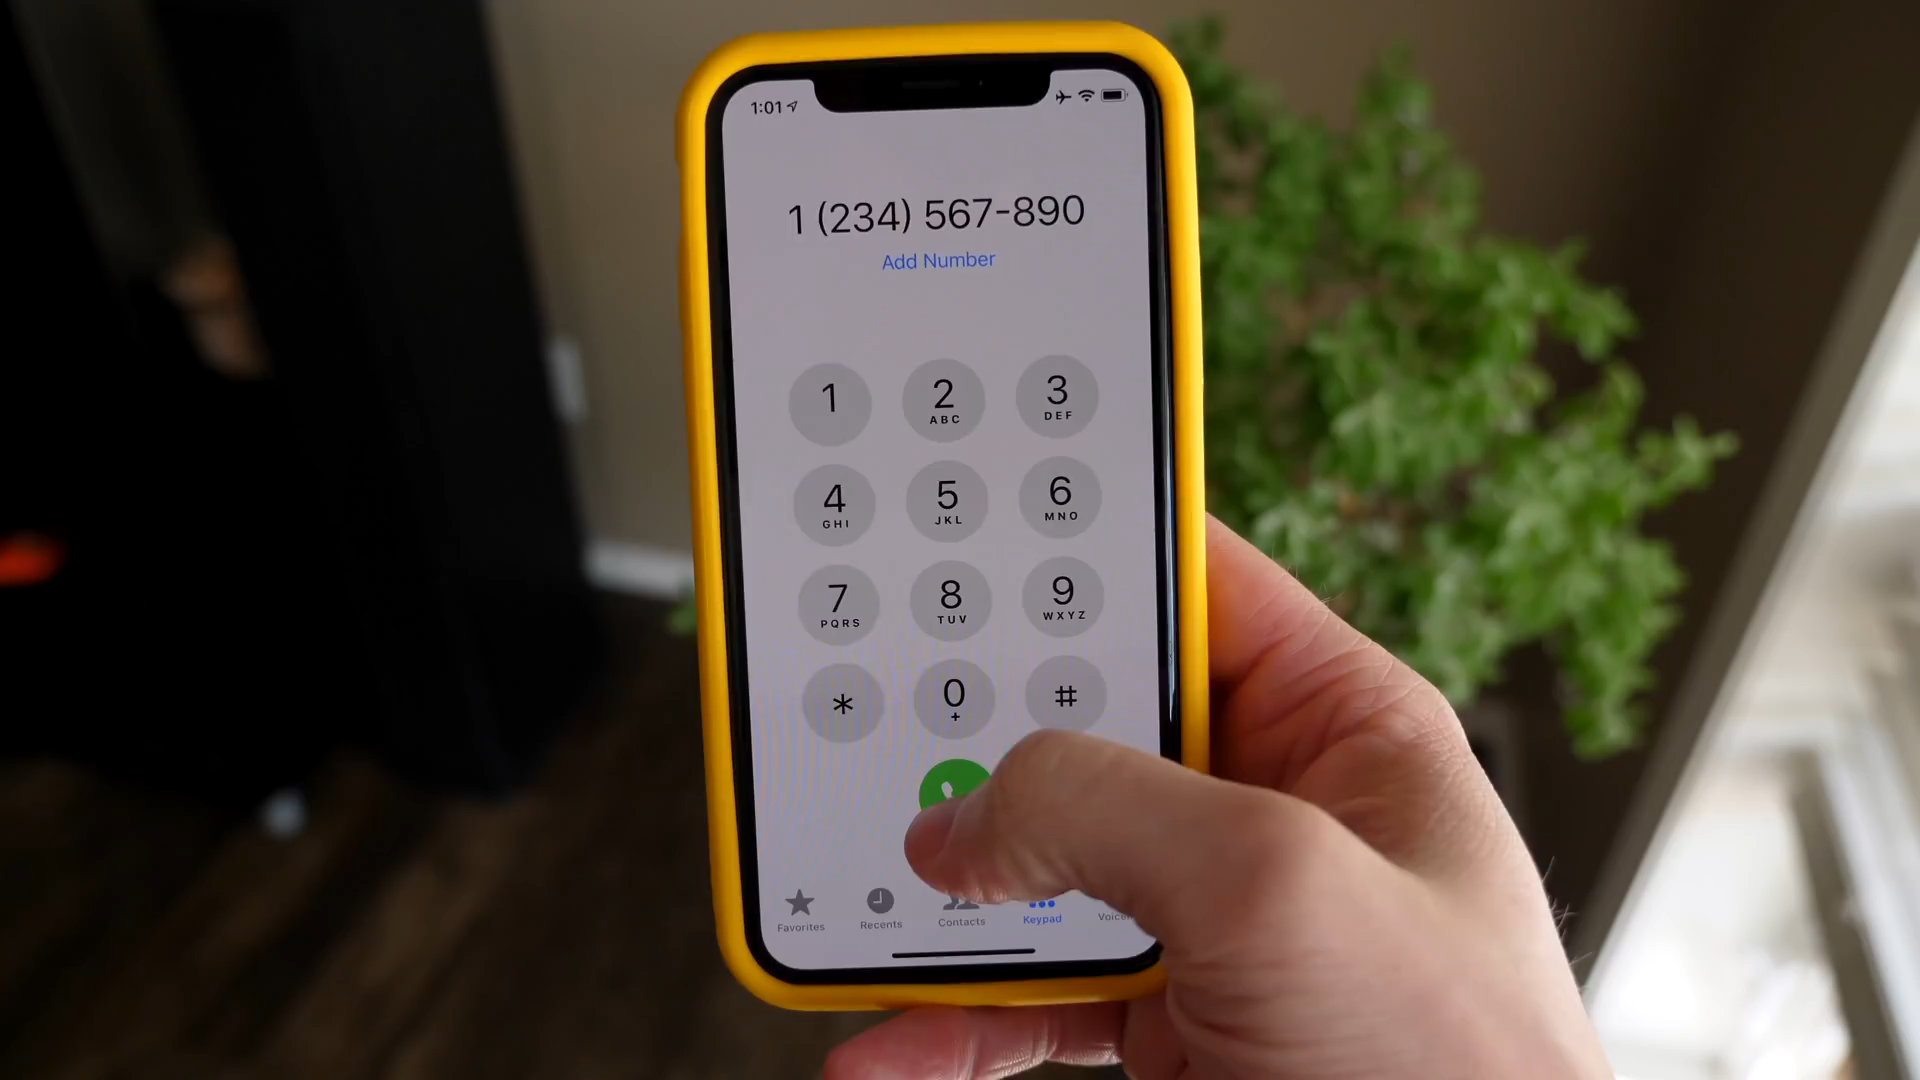 1:01
1 (234) 567-890
Add Number
1 2 3
ABC DEF
4 5 6
GHI JKL MNO
7 8 9
PQRS TUV WXYZ
* 0 #
+
Favorites Recents Contacts Keypad